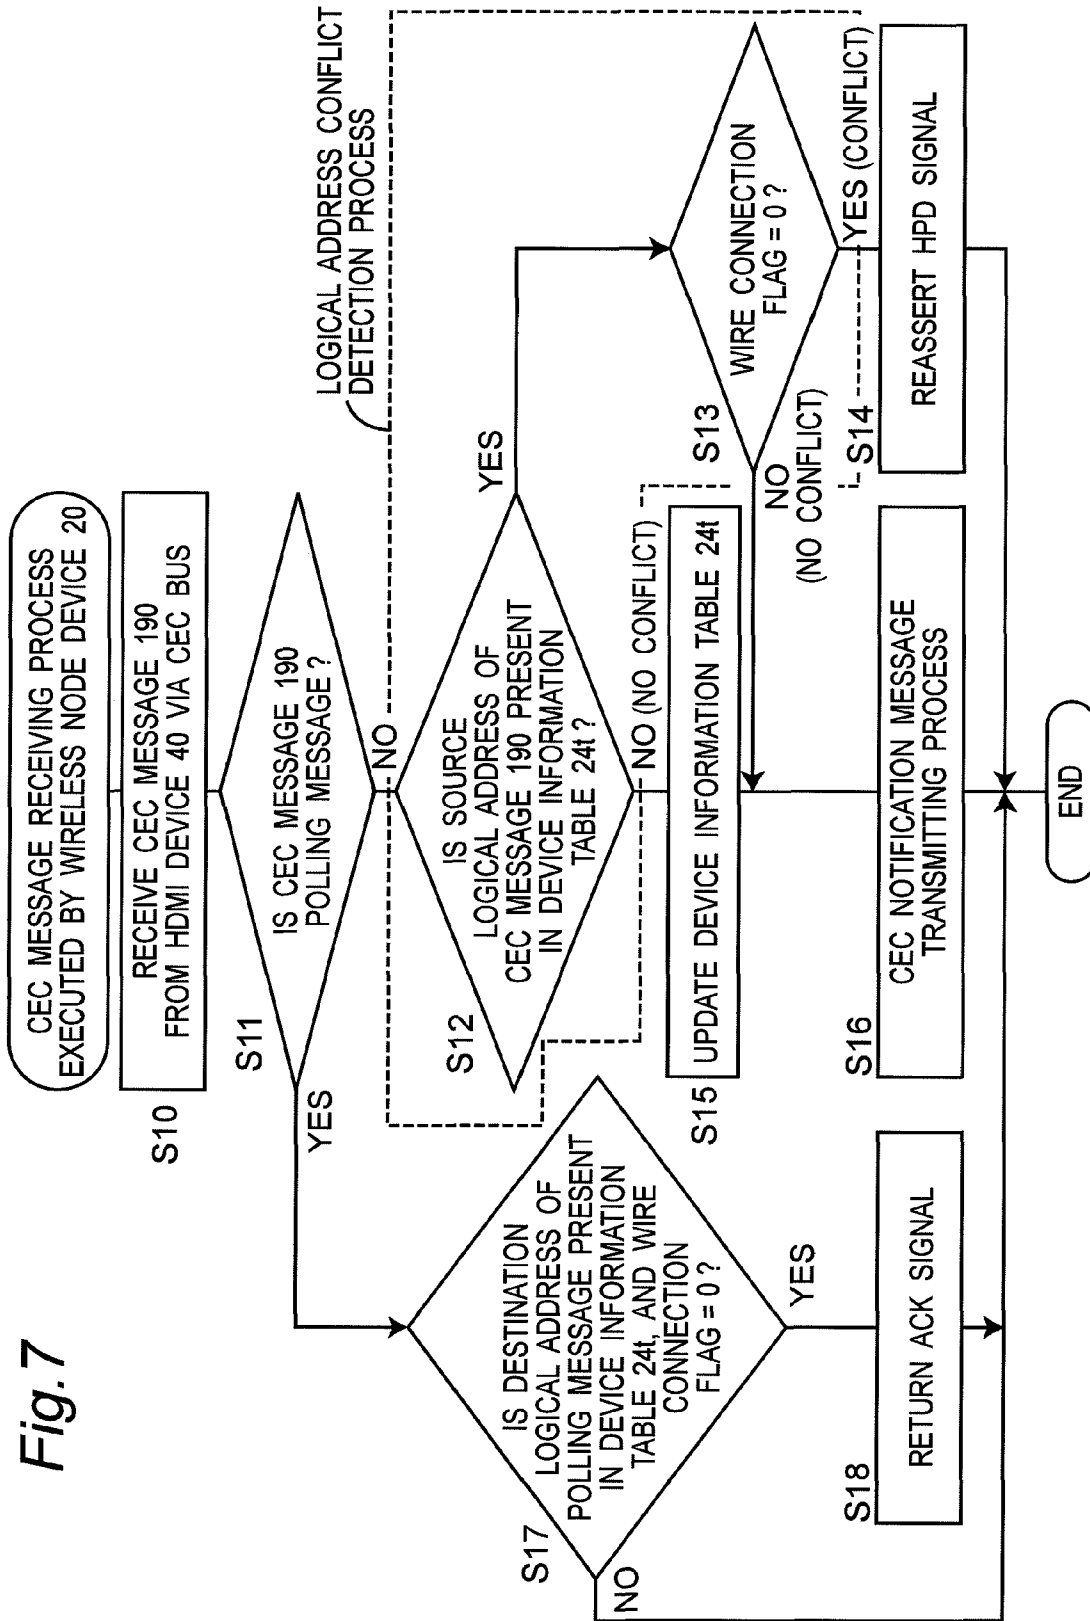 Fig.7
CEC MESSAGE RECEIVING PROCESS
EXECUTED BY WIRELESS NODE DEVICE 20
S10
RECEIVE CEC MESSAGE 190
FROM HDMI DEVICE 40 VIA CEC BUS
S11
IS CEC MESSAGE 190
POLLING MESSAGE?
YES
NO
LOGICAL ADDRESS CONFLICT
DETECTION PROCESS
S12
IS SOURCE
LOGICAL ADDRESS OF
CEC MESSAGE 190 PRESENT
IN DEVICE INFORMATION
TABLE 24t?
YES
NO (NO CONFLICT)
S13
WIRE CONNECTION
FLAG = 0?
NO
(NO CONFLICT)
YES (CONFLICT)
S14
REASSERT HPD SIGNAL
S15
UPDATE DEVICE INFORMATION TABLE 24t
S16
CEC NOTIFICATION MESSAGE
TRANSMITTING PROCESS
S17
IS DESTINATION
LOGICAL ADDRESS OF
POLLING MESSAGE PRESENT
IN DEVICE INFORMATION
TABLE 24t, AND WIRE
CONNECTION
FLAG = 0?
NO
YES
S18
RETURN ACK SIGNAL
END